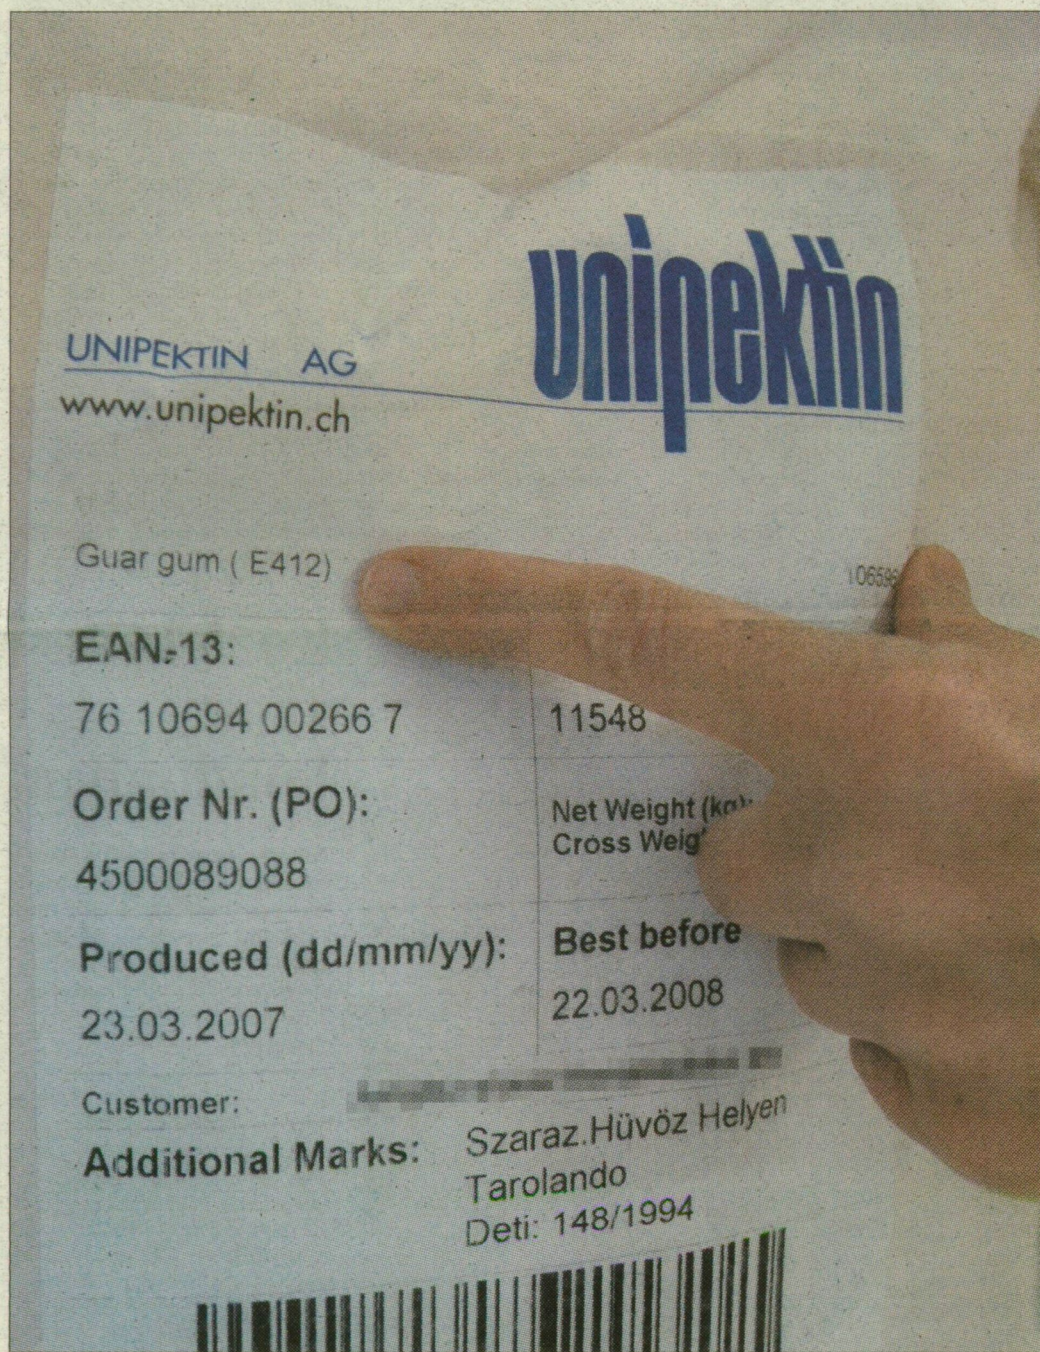 unipektin
UNIPEKTIN AG
www.unipektin.ch
Guar gum ( E412)
EAN-13:
76 10694 00266 7
11548
Order Nr. (PO):
4500089088
Net Weight (kg):
Cross Weig
Produced (dd/mm/yy):
23.03.2007
Best before
22.03.2008
Customer:
Additional Marks:
Szaraz.Hüvöz Helyen
Tarolando
Deti: 148/1994